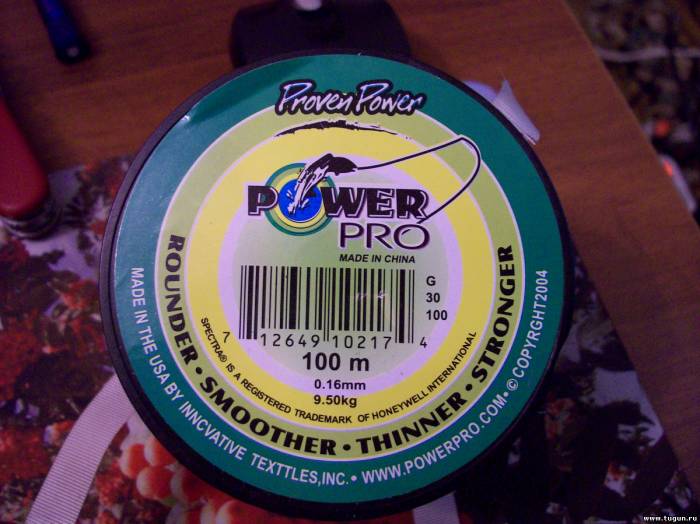 Proven Power
POWER
PRO
MADE IN CHINA
G
30
100
7 12649 10217 4
100 m
0.16mm
9.50kg
SPECTRA® IS A REGISTERED TRADEMARK OF HONEYWELL INTERNATIONAL
ROUNDER • SMOOTHER • THINNER • STRONGER
MADE IN THE USA BY INNCVATIVE TEXTTLES,INC. • WWW.POWERPRO.COM • © COPYRGHT2004
www.tugun.ru